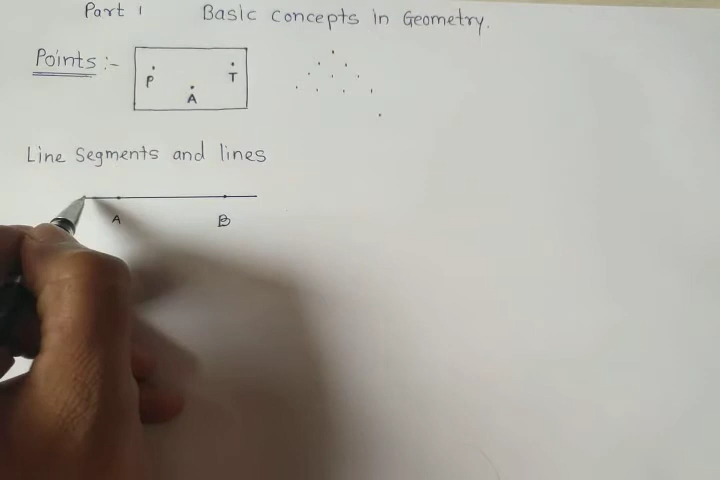 Part 1 Basic concepts in Geometry.
Points :-
P A T
Line Segments and lines
A B